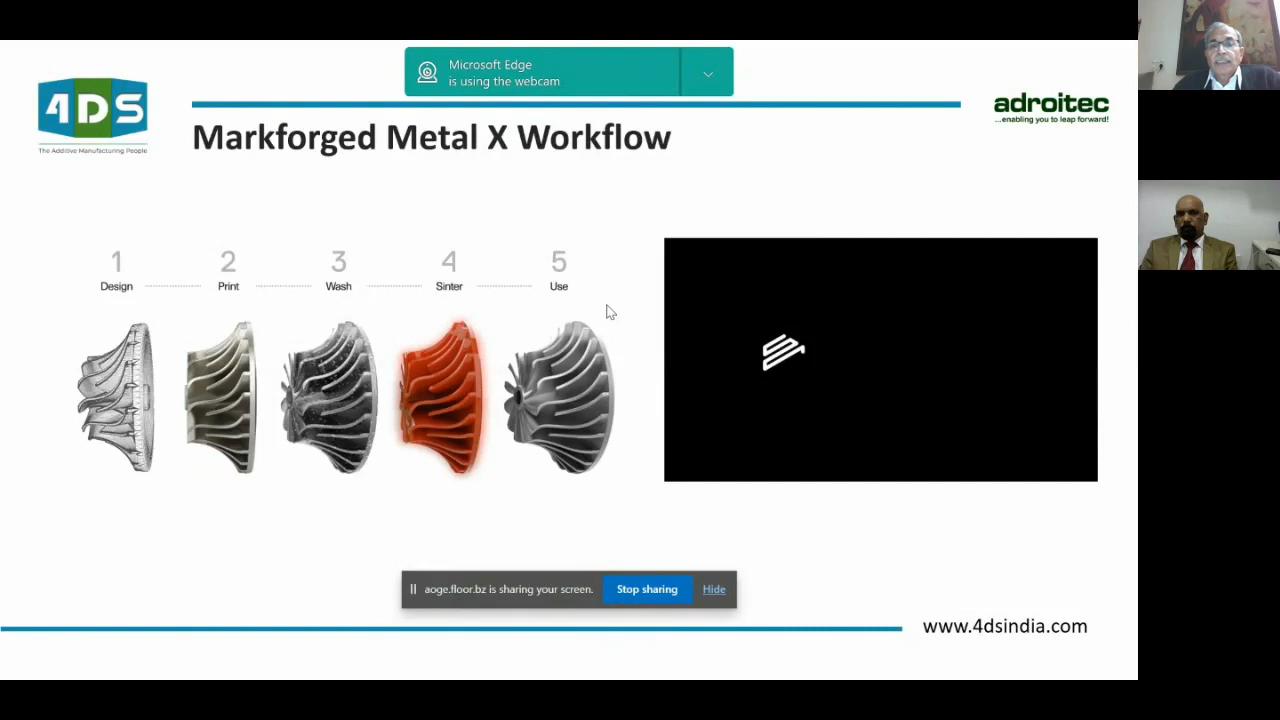 Microsoft Edge
is using the webcam
4DS
The Additive Manufacturing People
adroitec
...enabling you to leap forward!
Markforged Metal X Workflow
1 2 3 4 5
Design Print Wash Sinter Use
aoge.floor.bz is sharing your screen. Stop sharing Hide
www.4dsindia.com